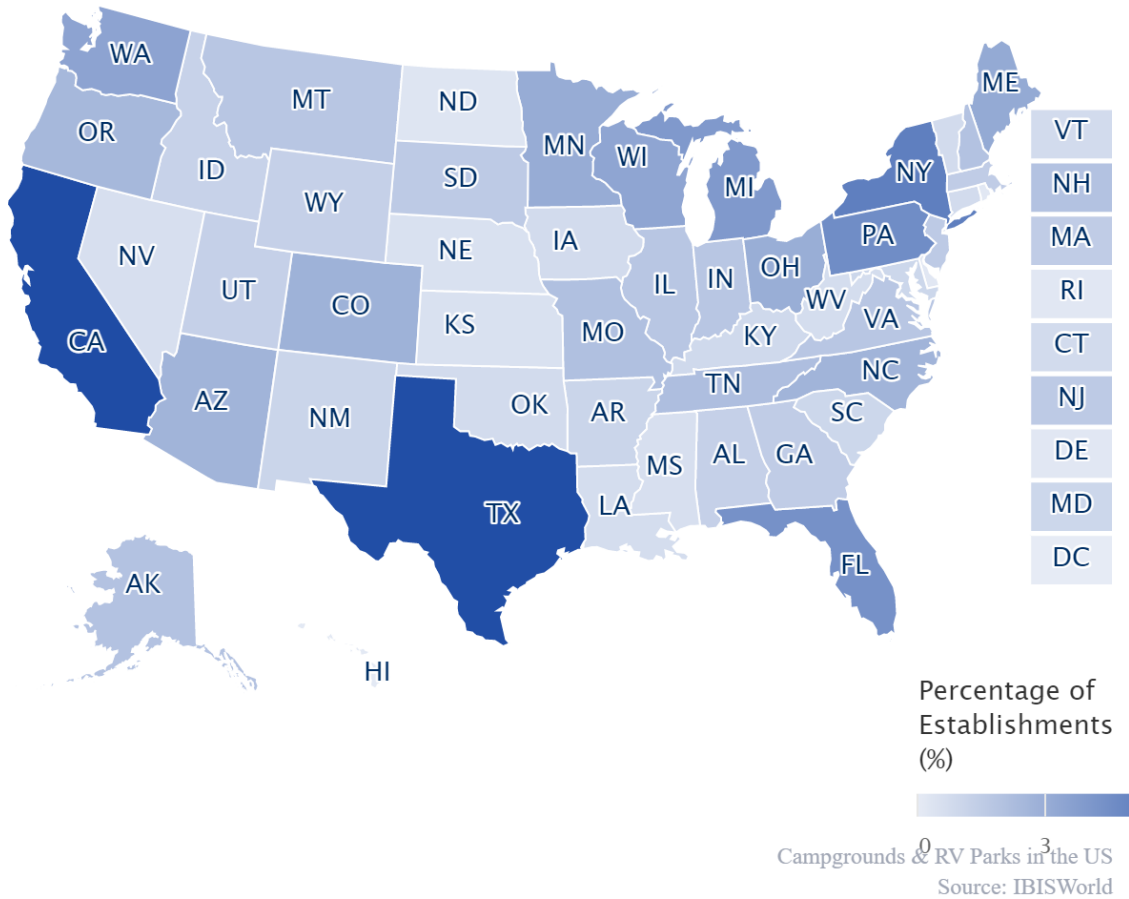 WA
MT
ND
ME
OR
MN
VT
ID
SD
WI
MI
NY
NH
WY
MA
NV
NE
IA
PA
UT
CO
IL
IN
OH
WV
RI
CA
KS
MO
KY
VA
CT
AZ
NM
OK
AR
TN
NC
NJ
SC
MS
AL
GA
DE
TX
LA
MD
AK
FL
DC
HI
Percentage of
Establishments
(%)
0 3
Campgrounds & RV Parks in the US
Source: IBISWorld